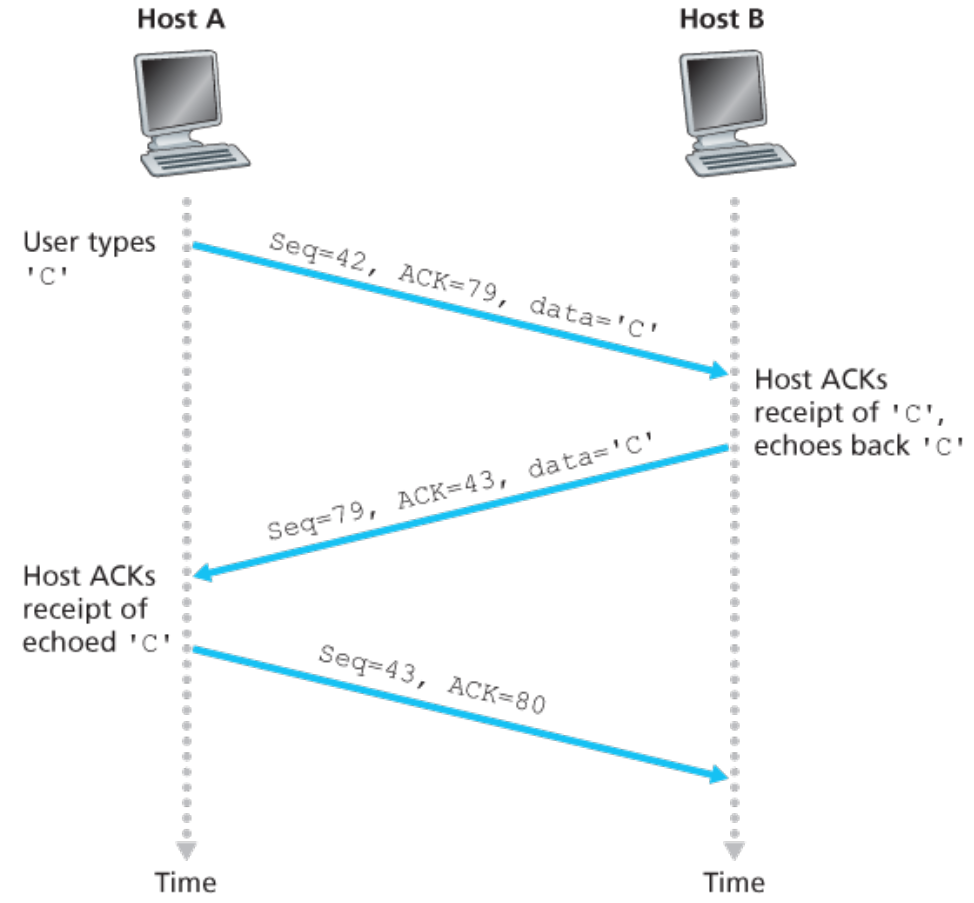 Host A
Host B
User types
'C'
Seq=42, ACK=79, data='C'
Host ACKs
receipt of 'C',
echoes back 'C'
Seq=79, ACK=43, data='C'
Host ACKs
receipt of
echoed 'C'
Seq=43, ACK=80
Time
Time